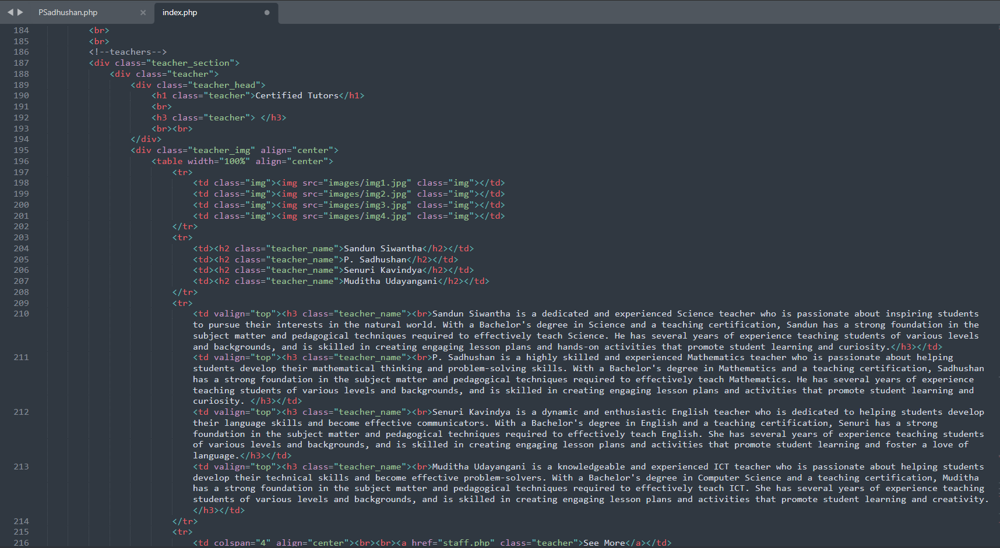 PSadhushan.php × index.php
184 <br>
185 <br>
186 <!--teachers-->
187 <div class="teacher_section">
188 <div class="teacher">
189 <div class="teacher_head">
190 <h1 class="teacher">Certified Tutors</h1>
191 <br>
192 <h3 class="teacher"> </h3>
193 <br><br>
194 </div>
195 <div class="teacher_img" align="center">
196 <table width="100%" align="center">
197 <tr>
198 <td class="img"><img src="images/img1.jpg" class="img"></td>
199 <td class="img"><img src="images/img2.jpg" class="img"></td>
200 <td class="img"><img src="images/img3.jpg" class="img"></td>
201 <td class="img"><img src="images/img4.jpg" class="img"></td>
202 </tr>
203 <tr>
204 <td><h2 class="teacher_name">Sandun Siwantha</h2></td>
205 <td><h2 class="teacher_name">P. Sadhushan</h2></td>
206 <td><h2 class="teacher_name">Senuri Kavindya</h2></td>
207 <td><h2 class="teacher_name">Muditha Udayangani</h2></td>
208 </tr>
209 <tr>
210 <td valign="top"><h3 class="teacher_name"><br>Sandun Siwantha is a dedicated and experienced Science teacher who is passionate about inspiring students
to pursue their interests in the natural world. With a Bachelor's degree in Science and a teaching certification, Sandun has a strong foundation in the
subject matter and pedagogical techniques required to effectively teach Science. He has several years of experience teaching students of various levels
and backgrounds, and is skilled in creating engaging lesson plans and hands-on activities that promote student learning and curiosity.</h3></td>
211 <td valign="top"><h3 class="teacher_name"><br>P. Sadhushan is a highly skilled and experienced Mathematics teacher who is passionate about helping
students develop their mathematical thinking and problem-solving skills. With a Bachelor's degree in Mathematics and a teaching certification, Sadhushan
has a strong foundation in the subject matter and pedagogical techniques required to effectively teach Mathematics. He has several years of experience
teaching students of various levels and backgrounds, and is skilled in creating engaging lesson plans and activities that promote student learning and
curiosity. </h3></td>
212 <td valign="top"><h3 class="teacher_name"><br>Senuri Kavindya is a dynamic and enthusiastic English teacher who is dedicated to helping students develop
their language skills and become effective communicators. With a Bachelor's degree in English and a teaching certification, Senuri has a strong
foundation in the subject matter and pedagogical techniques required to effectively teach English. She has several years of experience teaching students
of various levels and backgrounds, and is skilled in creating engaging lesson plans and activities that promote student learning and foster a love of
language.</h3></td>
213 <td valign="top"><h3 class="teacher_name"><br>Muditha Udayangani is a knowledgeable and experienced ICT teacher who is passionate about helping students
develop their technical skills and become effective problem-solvers. With a Bachelor's degree in Computer Science and a teaching certification, Muditha
has a strong foundation in the subject matter and pedagogical techniques required to effectively teach ICT. She has several years of experience teaching
students of various levels and backgrounds, and is skilled in creating engaging lesson plans and activities that promote student learning and creativity.
</h3></td>
214 </tr>
215 <tr>
216 <td colspan="4" align="center"><br><br><a href="staff.php" class="teacher">See More</a></td>